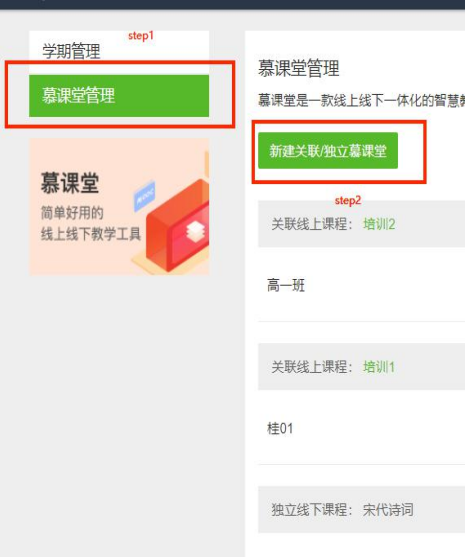 step1
学期管理
慕课堂管理
慕课堂
简单好用的
线上线下教学工具
慕课堂管理
慕课堂是一款线上线下一体化的智慧
新建关联/独立慕课堂
step2
关联线上课程： 培训2
高一班
关联线上课程： 培训1
桂01
独立线下课程： 宋代诗词